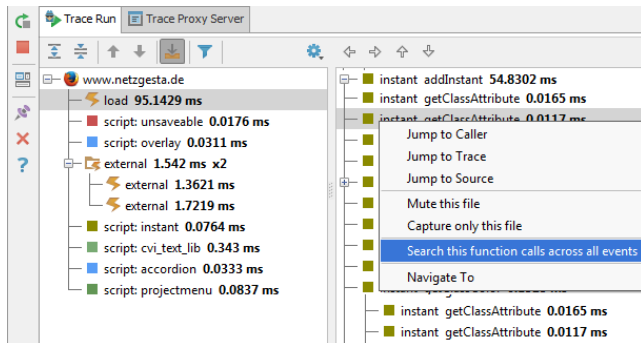 Trace Run
Trace Proxy Server
www.netzgesta.de
load 95.1429 ms
script: unsaveable 0.0176 ms
script: overlay 0.0311 ms
external 1.542 ms x2
external 1.3621 ms
external 1.7219 ms
script: instant 0.0764 ms
script: cvi_text_lib 0.343 ms
script: accordion 0.0333 ms
script: projectmenu 0.0837 ms
instant addInstant 54.8302 ms
instant getClassAttribute 0.0165 ms
instant getClassAttribute 0.0117 ms
Jump to Caller
Jump to Trace
Jump to Source
Mute this file
Capture only this file
Search this function calls across all events
Navigate To
instant getClassAttribute 0.0165 ms
instant getClassAttribute 0.0117 ms